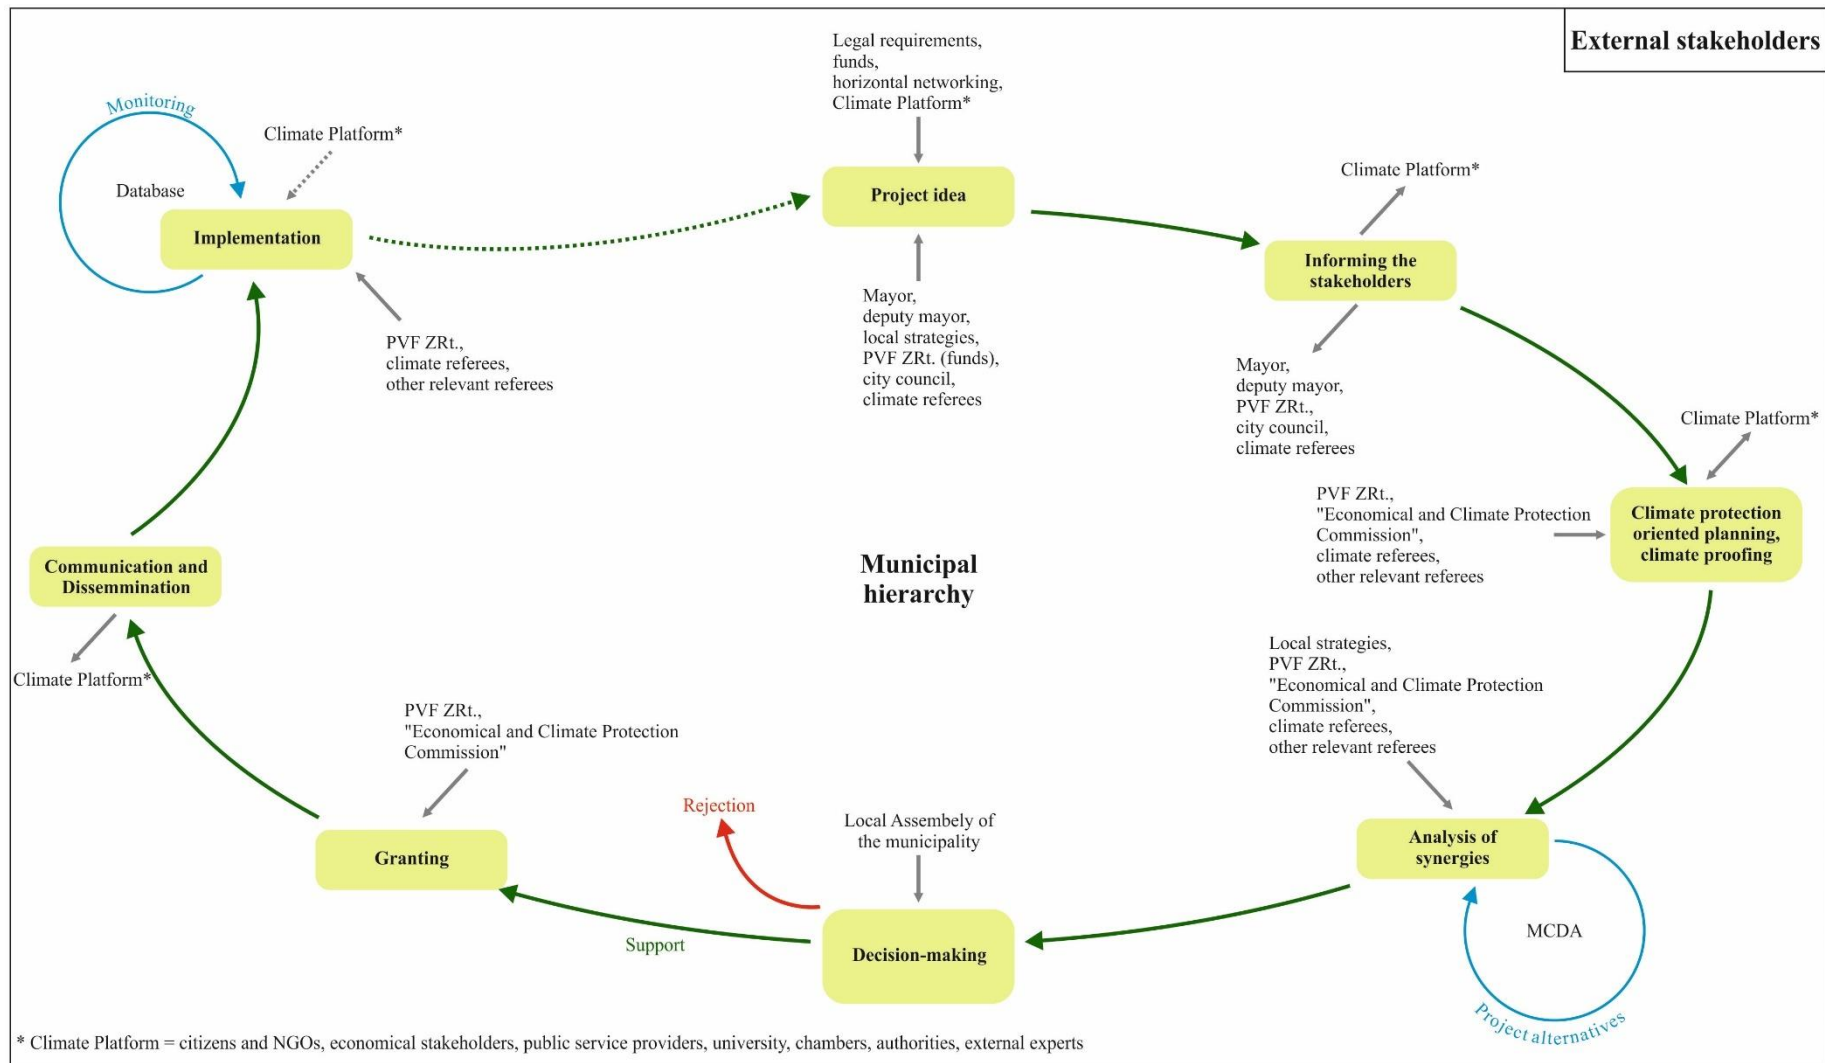 External stakeholders
Legal requirements,
funds,
horizontal networking,
Climate Platform*
Monitoring
Climate Platform*
Database
Implementation
Project idea
Climate Platform*
Informing the
stakeholders
PVF ZRt.,
climate referees,
other relevant referees
Mayor,
deputy mayor,
local strategies,
PVF ZRt. (funds),
city council,
climate referees
Mayor,
deputy mayor,
PVF ZRt.,
city council,
climate referees
Climate Platform*
PVF ZRt.,
"Economical and Climate Protection
Commission",
climate referees,
other relevant referees
Climate protection
oriented planning,
climate proofing
Communication and
Dissemmination
Municipal
hierarchy
Climate Platform*
Local strategies,
PVF ZRt.,
"Economical and Climate Protection
Commission",
climate referees,
other relevant referees
PVF ZRt.,
"Economical and Climate Protection
Commission"
Rejection
Local Assembely of
the municipality
Granting
Analysis of
synergies
Support
Decision-making
MCDA
Project alternatives
* Climate Platform = citizens and NGOs, economical stakeholders, public service providers, university, chambers, authorities, external experts